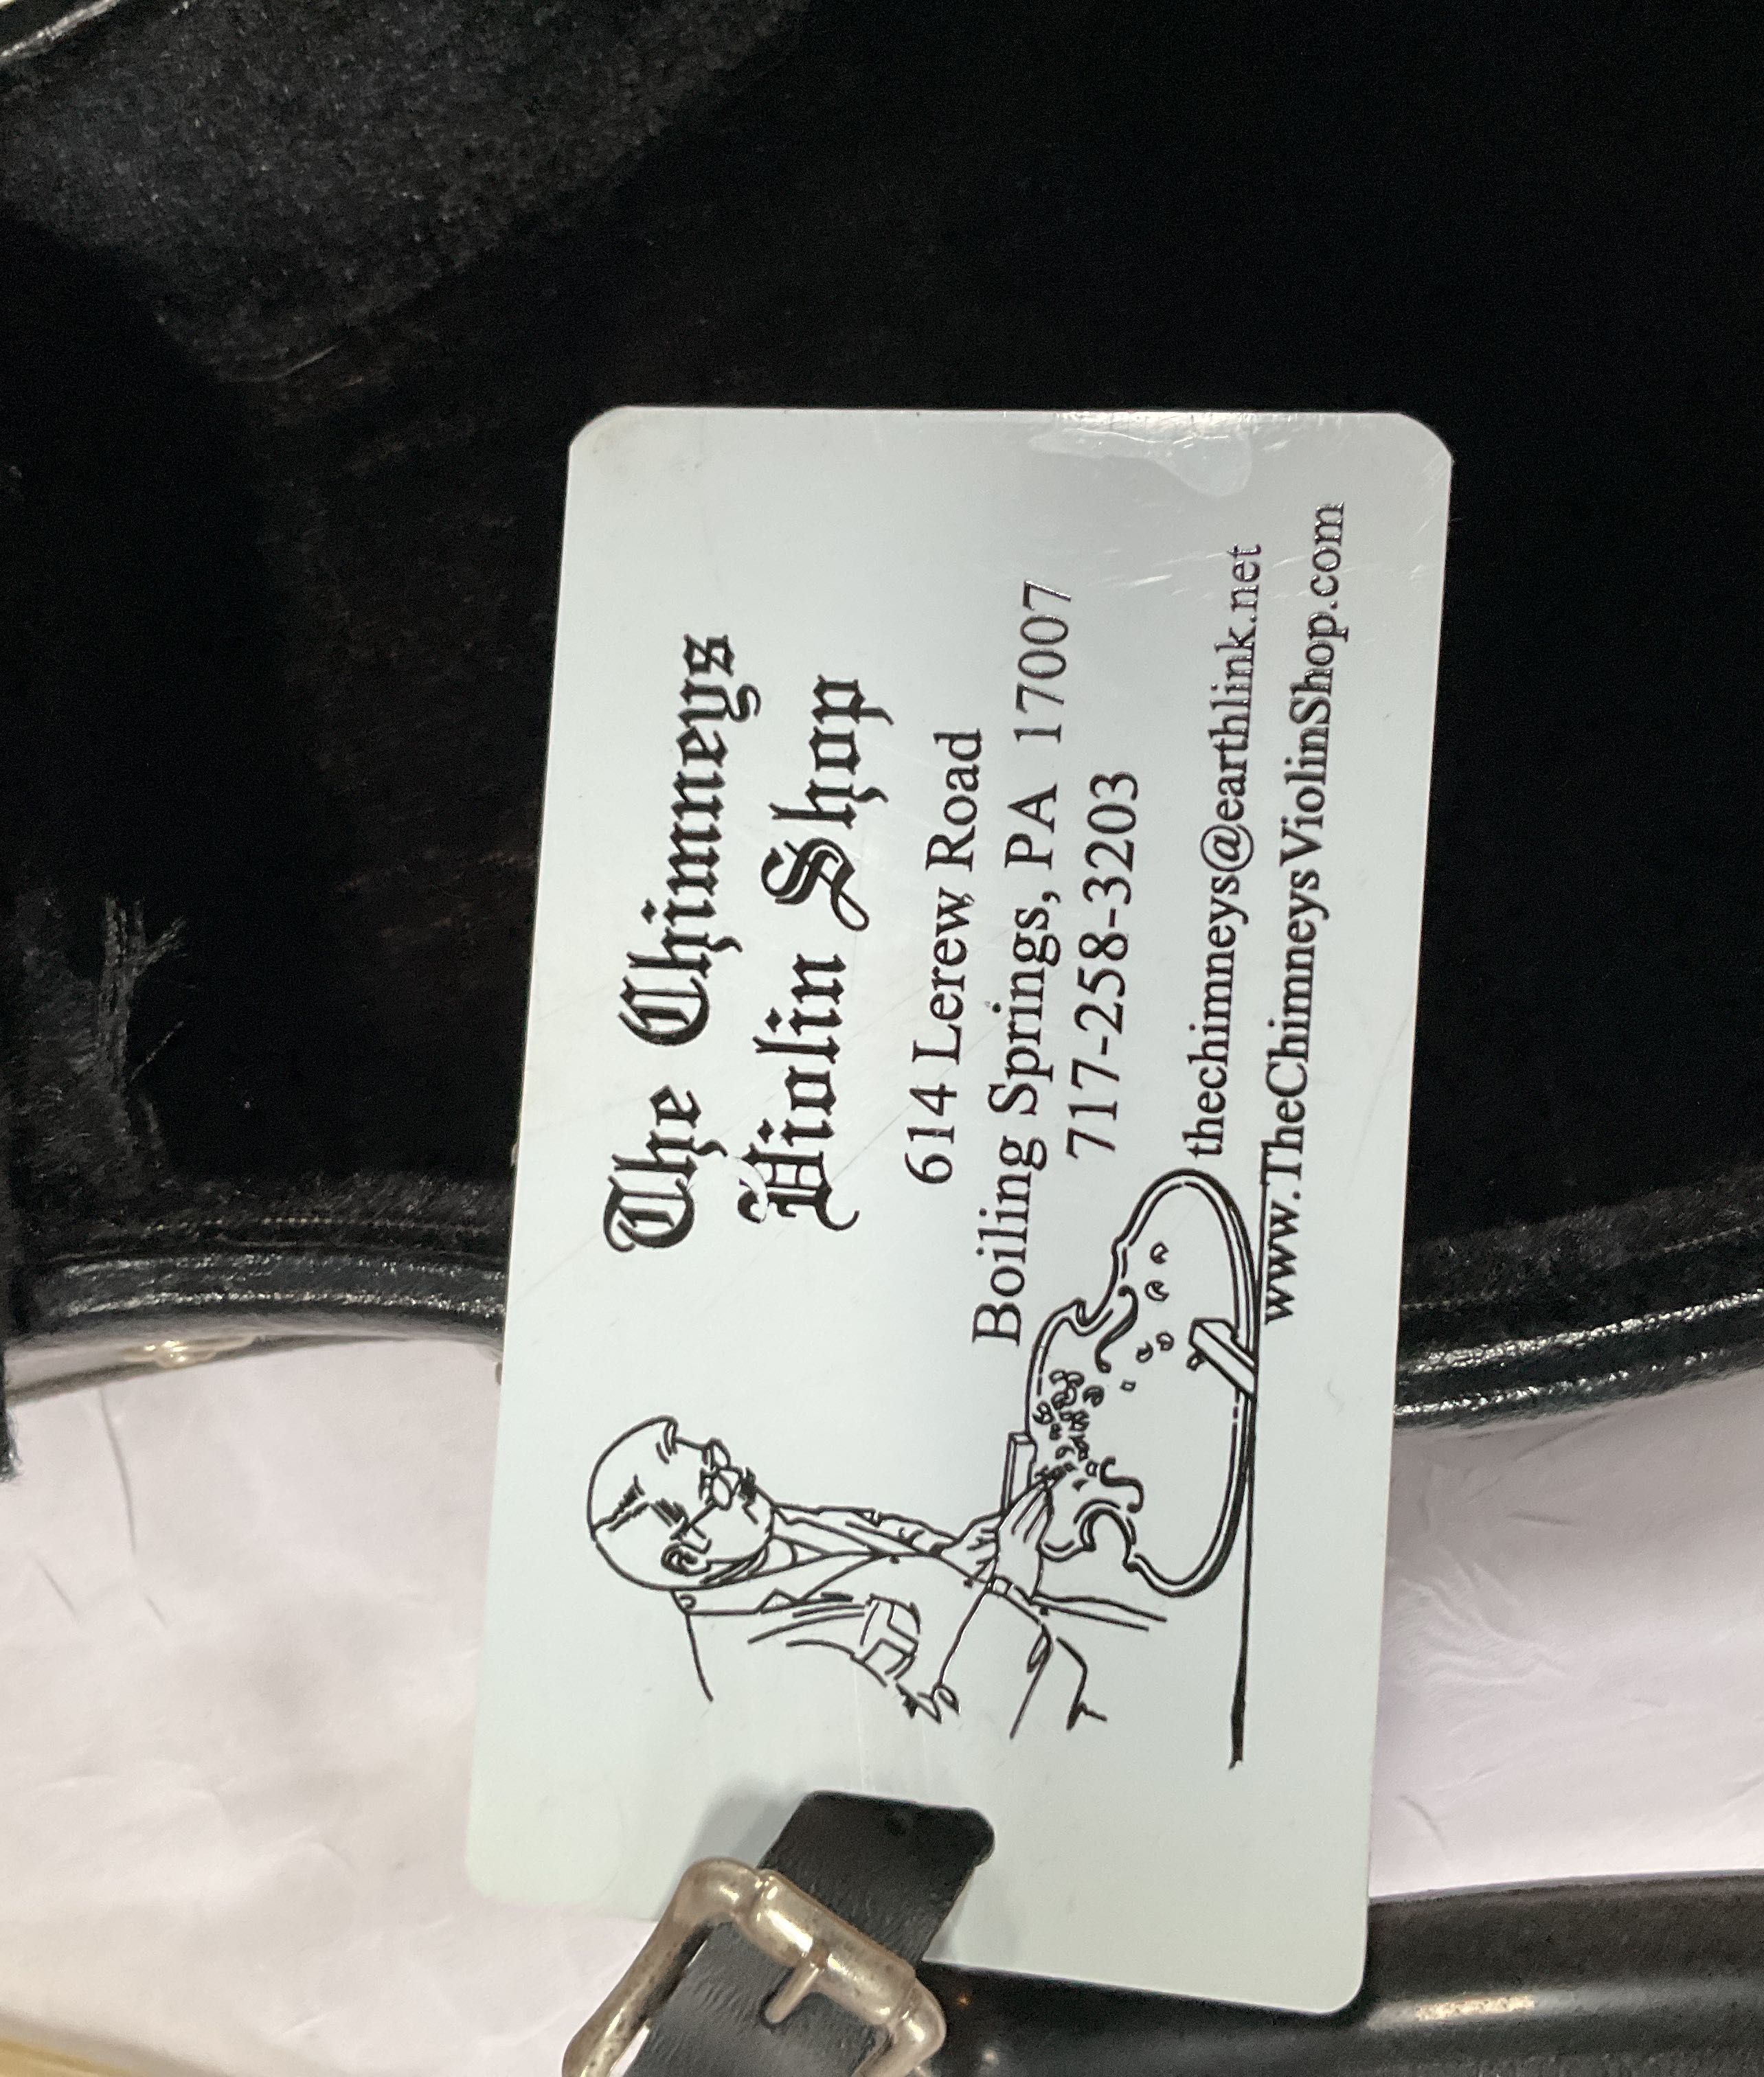 The Chimneys
Violin Shop
614 Lerew Road
Boiling Springs, PA 17007
717-258-3203
thechimneys@earthlink.net
www.TheChimneysViolinShop.com